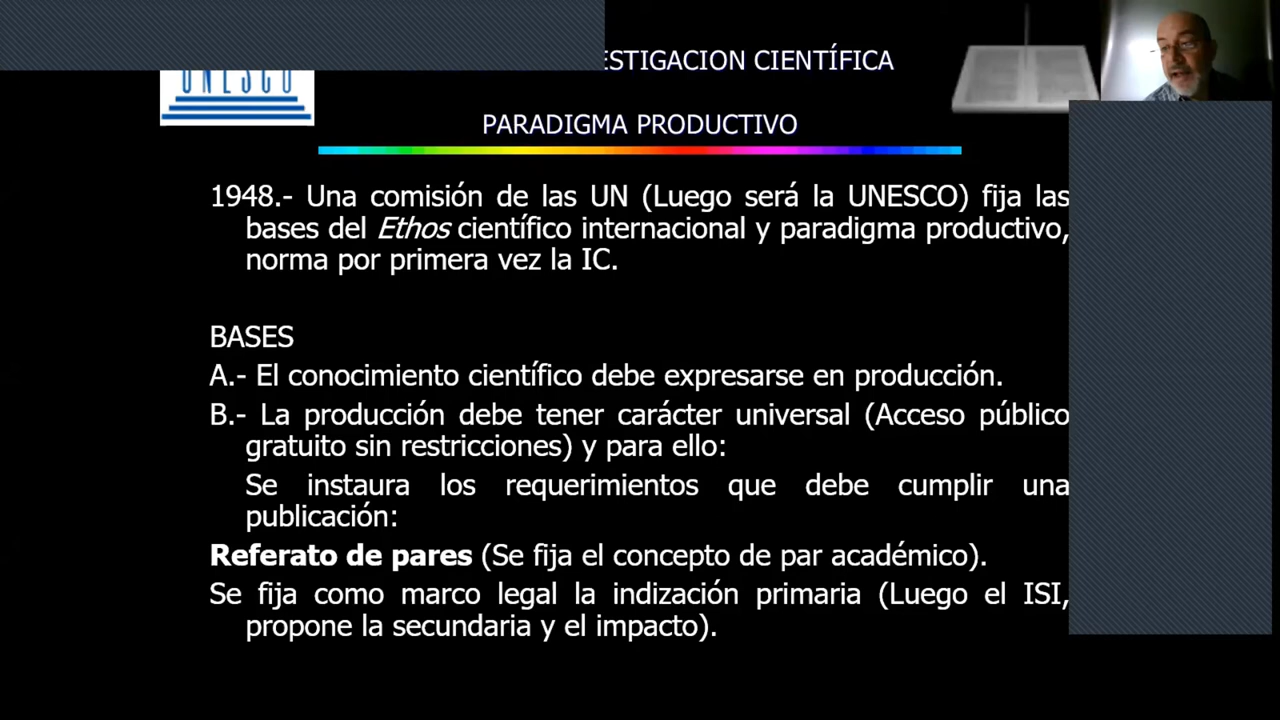 UNESCO
ESTIGACION CIENTÍFICA
PARADIGMA PRODUCTIVO
1948.- Una comisión de las UN (Luego será la UNESCO) fija las
bases del Ethos científico internacional y paradigma productivo,
norma por primera vez la IC.
BASES
A.- El conocimiento científico debe expresarse en producción.
B.- La producción debe tener carácter universal (Acceso público
gratuito sin restricciones) y para ello:
Se instaura los requerimientos que debe cumplir una
publicación:
Referato de pares (Se fija el concepto de par académico).
Se fija como marco legal la indización primaria (Luego el ISI,
propone la secundaria y el impacto).